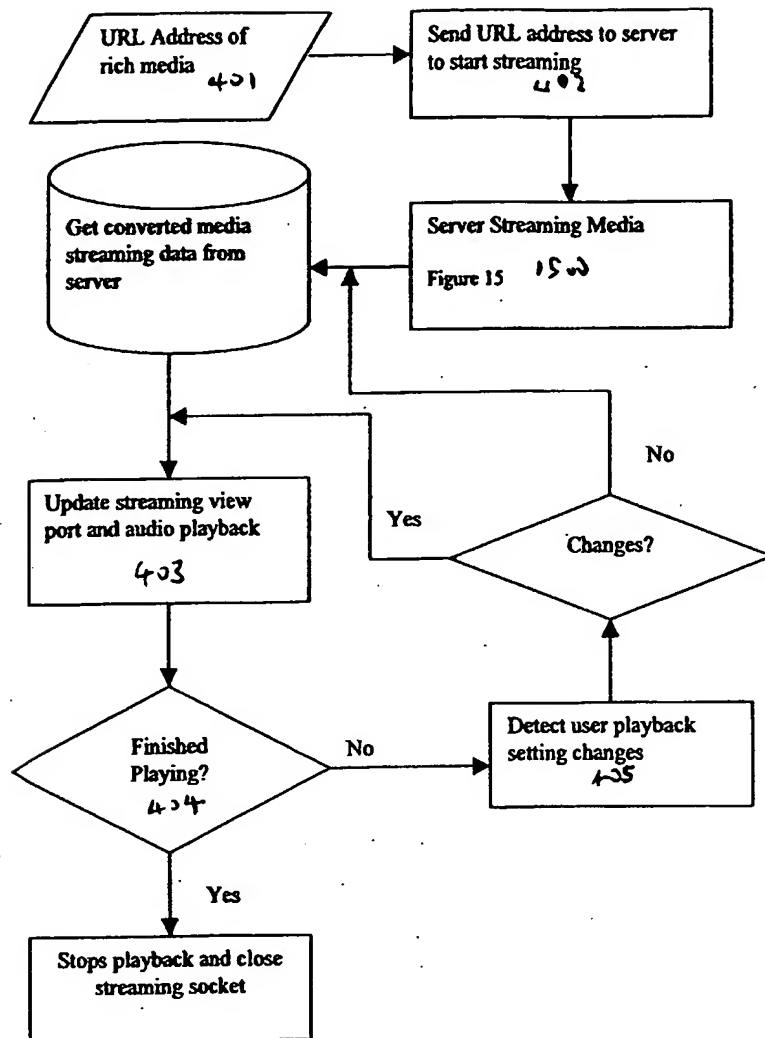 URL Address of
rich media
401
Send URL address to server
to start streaming
402
Get converted media
streaming data from
server
Server Streaming Media
Figure 15
1500
No
Update streaming view
port and audio playback
403
Yes
Changes?
Finished
Playing?
404
No
Detect user playback
setting changes
405
Yes
Stops playback and close
streaming socket